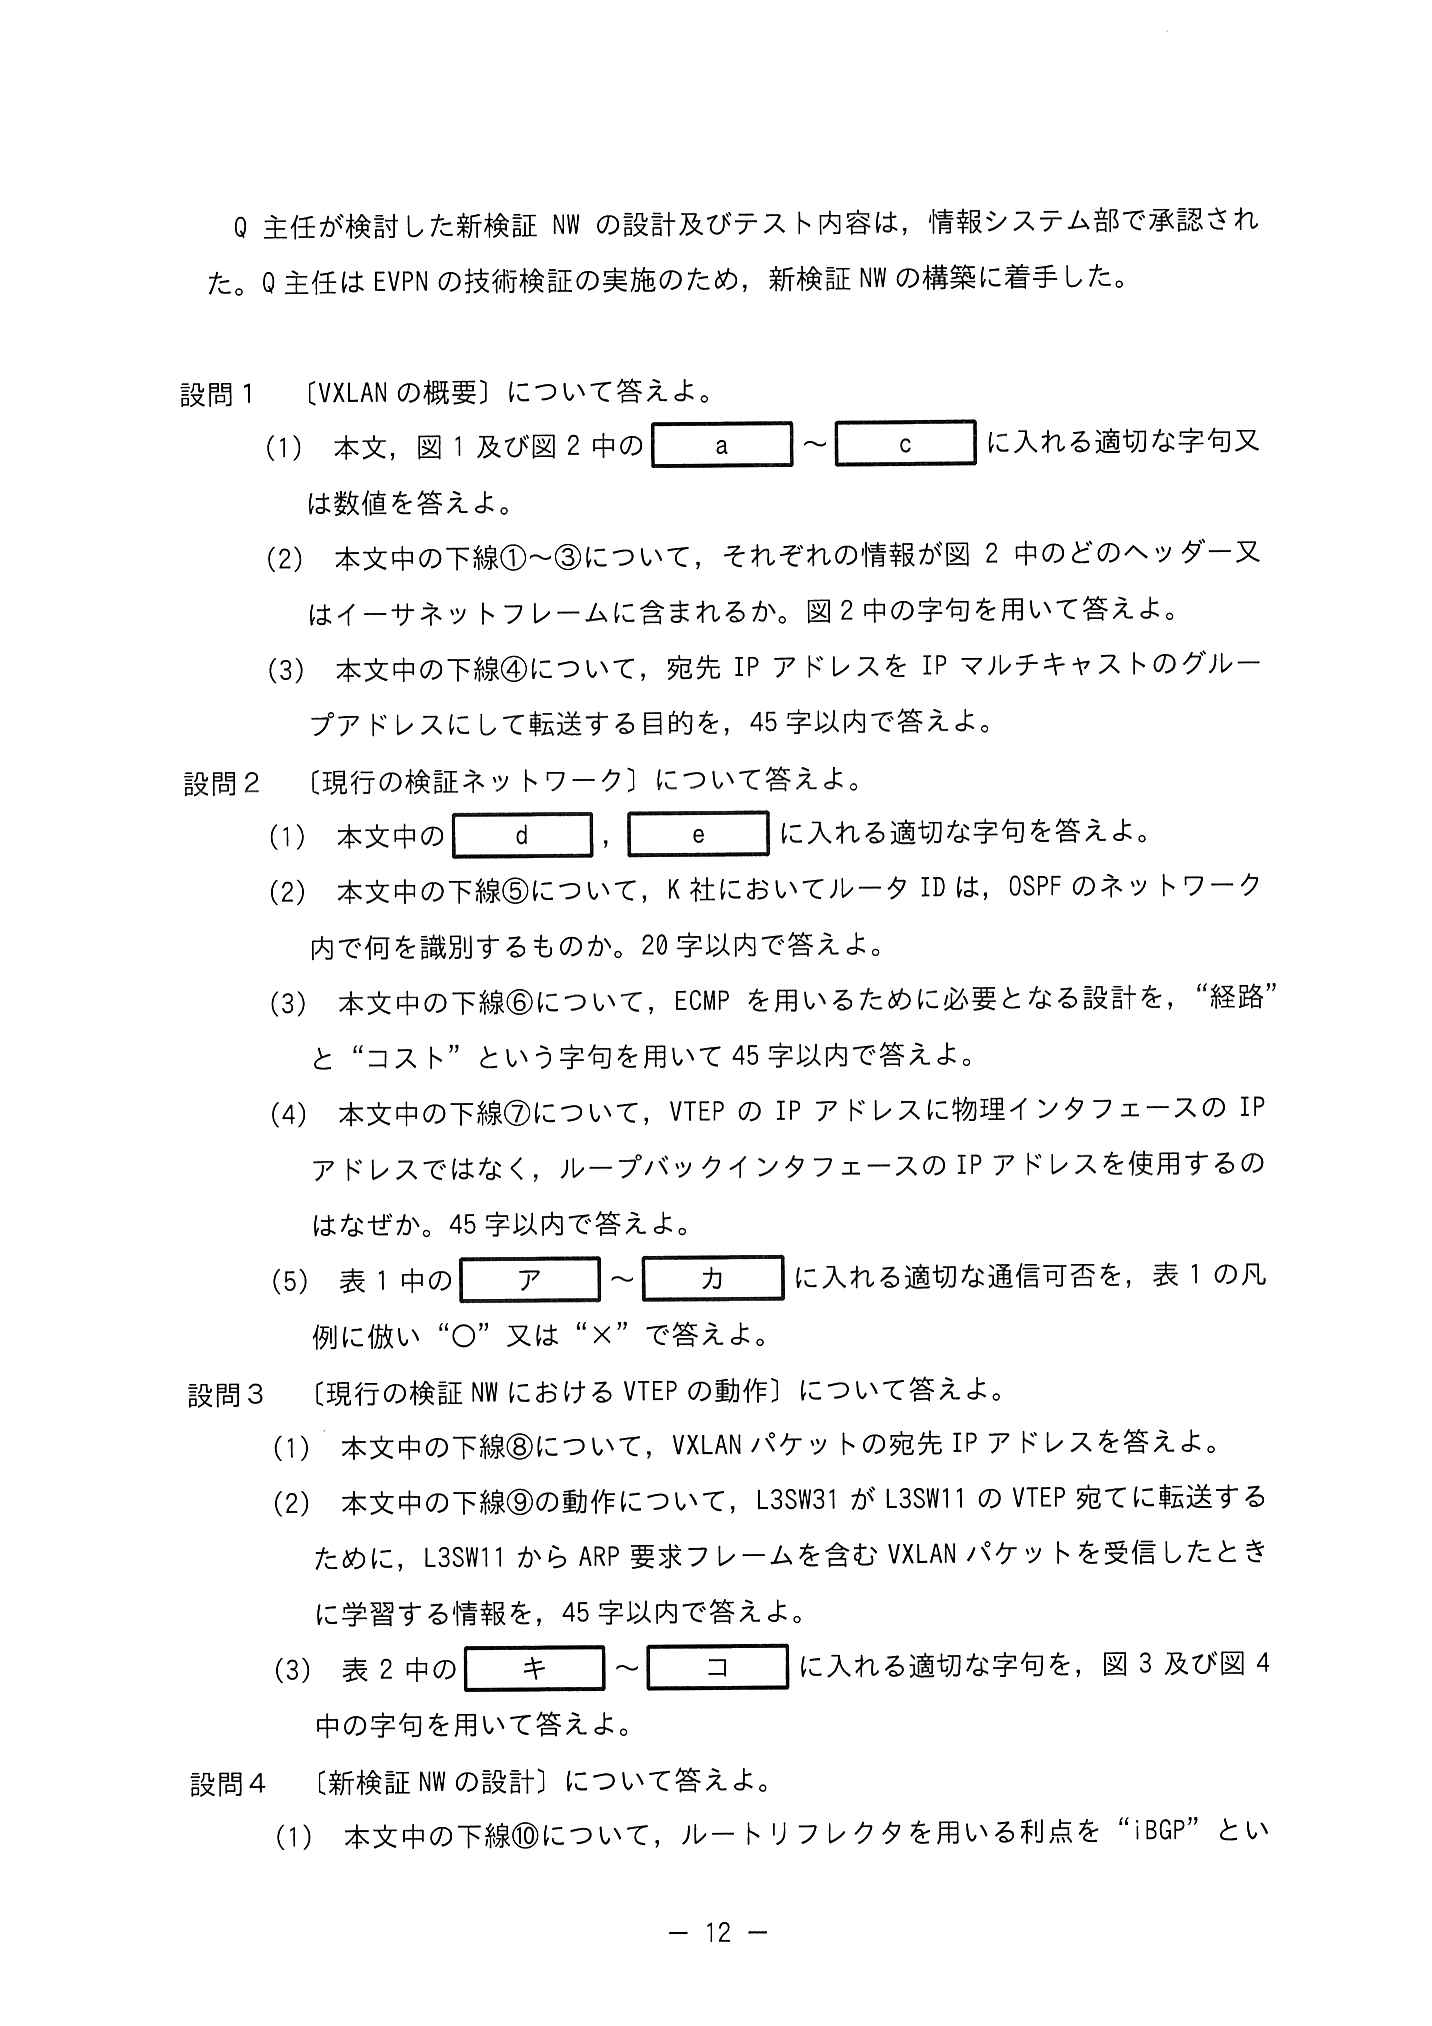 Q 主任が検討した新検証 NW の設計及びテスト内容は，情報システム部で承認され
た。Q 主任は EVPN の技術検証の実施のため，新検証 NW の構築に着手した。
設問１ 〔VXLAN の概要〕について答えよ。
(1) 本文，図 1 及び図 2 中の a ～ c に入れる適切な字句又
は数値を答えよ。
(2) 本文中の下線①～③について，それぞれの情報が図 2 中のどのヘッダー又
はイーサネットフレームに含まれるか。図 2 中の字句を用いて答えよ。
(3) 本文中の下線④について，宛先 IP アドレスを IP マルチキャストのグルー
プアドレスにして転送する目的を，45 字以内で答えよ。
設問２ 〔現行の検証ネットワーク〕について答えよ。
(1) 本文中の d ， e に入れる適切な字句を答えよ。
(2) 本文中の下線⑤について，K 社においてルータ ID は，OSPF のネットワーク
内で何を識別するものか。20 字以内で答えよ。
(3) 本文中の下線⑥について，ECMP を用いるために必要となる設計を，“経路”
と“コスト”という字句を用いて 45 字以内で答えよ。
(4) 本文中の下線⑦について，VTEP の IP アドレスに物理インタフェースの IP
アドレスではなく，ループバックインタフェースの IP アドレスを使用するの
はなぜか。45 字以内で答えよ。
(5) 表 1 中の ア ～ カ に入れる適切な通信可否を，表 1 の凡
例に倣い“○”又は“×”で答えよ。
設問３ 〔現行の検証 NW における VTEP の動作〕について答えよ。
(1) 本文中の下線⑧について，VXLAN パケットの宛先 IP アドレスを答えよ。
(2) 本文中の下線⑨の動作について，L3SW31 が L3SW11 の VTEP 宛てに転送する
ために，L3SW11 から ARP 要求フレームを含む VXLAN パケットを受信したとき
に学習する情報を，45 字以内で答えよ。
(3) 表 2 中の キ ～ コ に入れる適切な字句を，図 3 及び図 4
中の字句を用いて答えよ。
設問４ 〔新検証 NW の設計〕について答えよ。
(1) 本文中の下線⑩について，ルートリフレクタを用いる利点を“iBGP”とい
－ 12 －